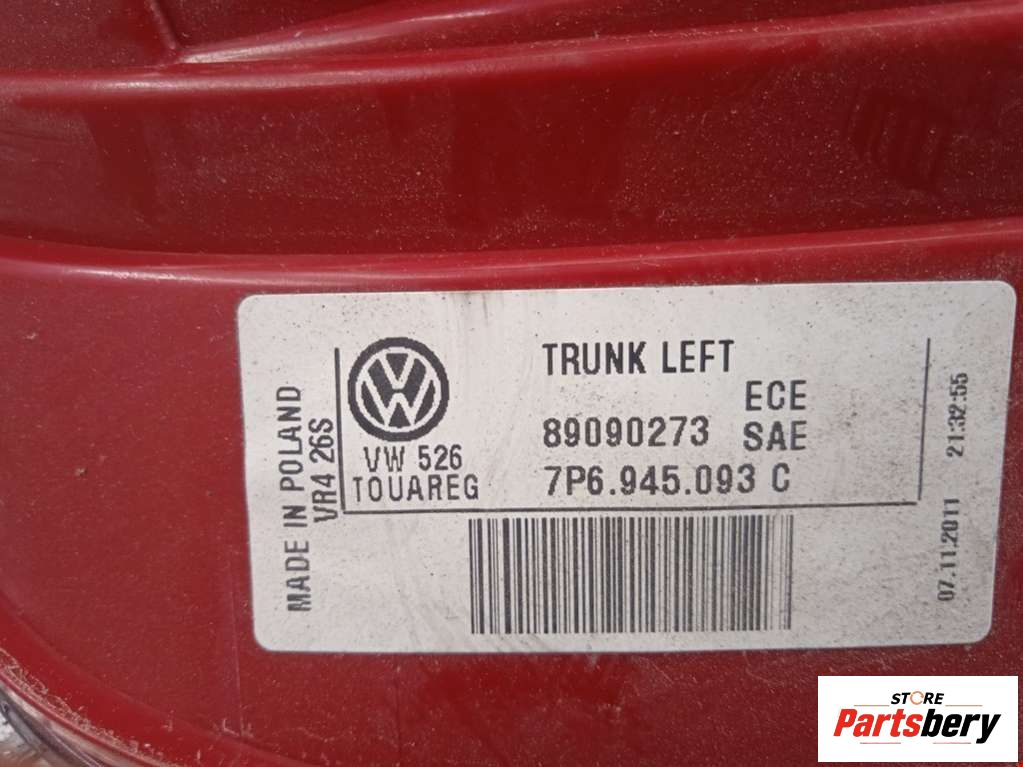 TRUNK LEFT
ECE
89090273 SAE
7P6.945.093 C
VW 526
TOUAREG
MADE IN POLAND
VR4 26S
07.11.2011 21:32:55
STORE
Partsbery